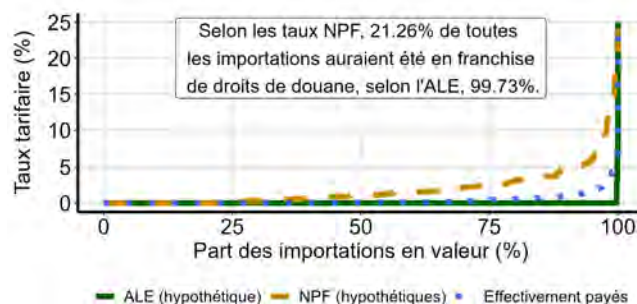 25
20
15
10
5
0
Taux tarifaire (%)
Selon les taux NPF, 21.26% de toutes
les importations auraient été en franchise
de droits de douane, selon l'ALE, 99.73%.
0 25 50 75 100
Part des importations en valeur (%)
ALE (hypothétique) NPF (hypothétiques) Effectivement payés